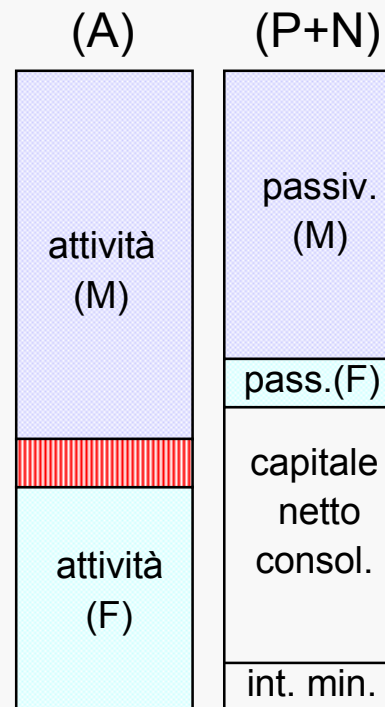 (A)
(P+N)
attività
(M)
attività
(F)
passiv.
(M)
pass.(F)
capitale
netto
consol.
int. min.